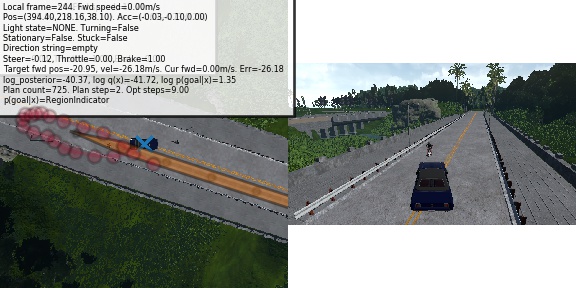 Local frame=244. Fwd speed=0.00m/s
Pos=(394.40,218.16,38.10). Acc=(-0.03,-0.10,0.00)
Light state=NONE. Turning=False
Stationary=False. Stuck=False
Direction string=empty
Steer=-0.12, Throttle=0.00, Brake=1.00
Target fwd pos=-20.95, vel=-26.18m/s. Cur fwd=0.00m/s. Err=-26.18
log_posterior=-40.37, log q(x)=-41.72, log p(goal|x)=1.35
Plan count=725. Plan step=2. Opt steps=9.00
p(goal|x)=RegionIndicator